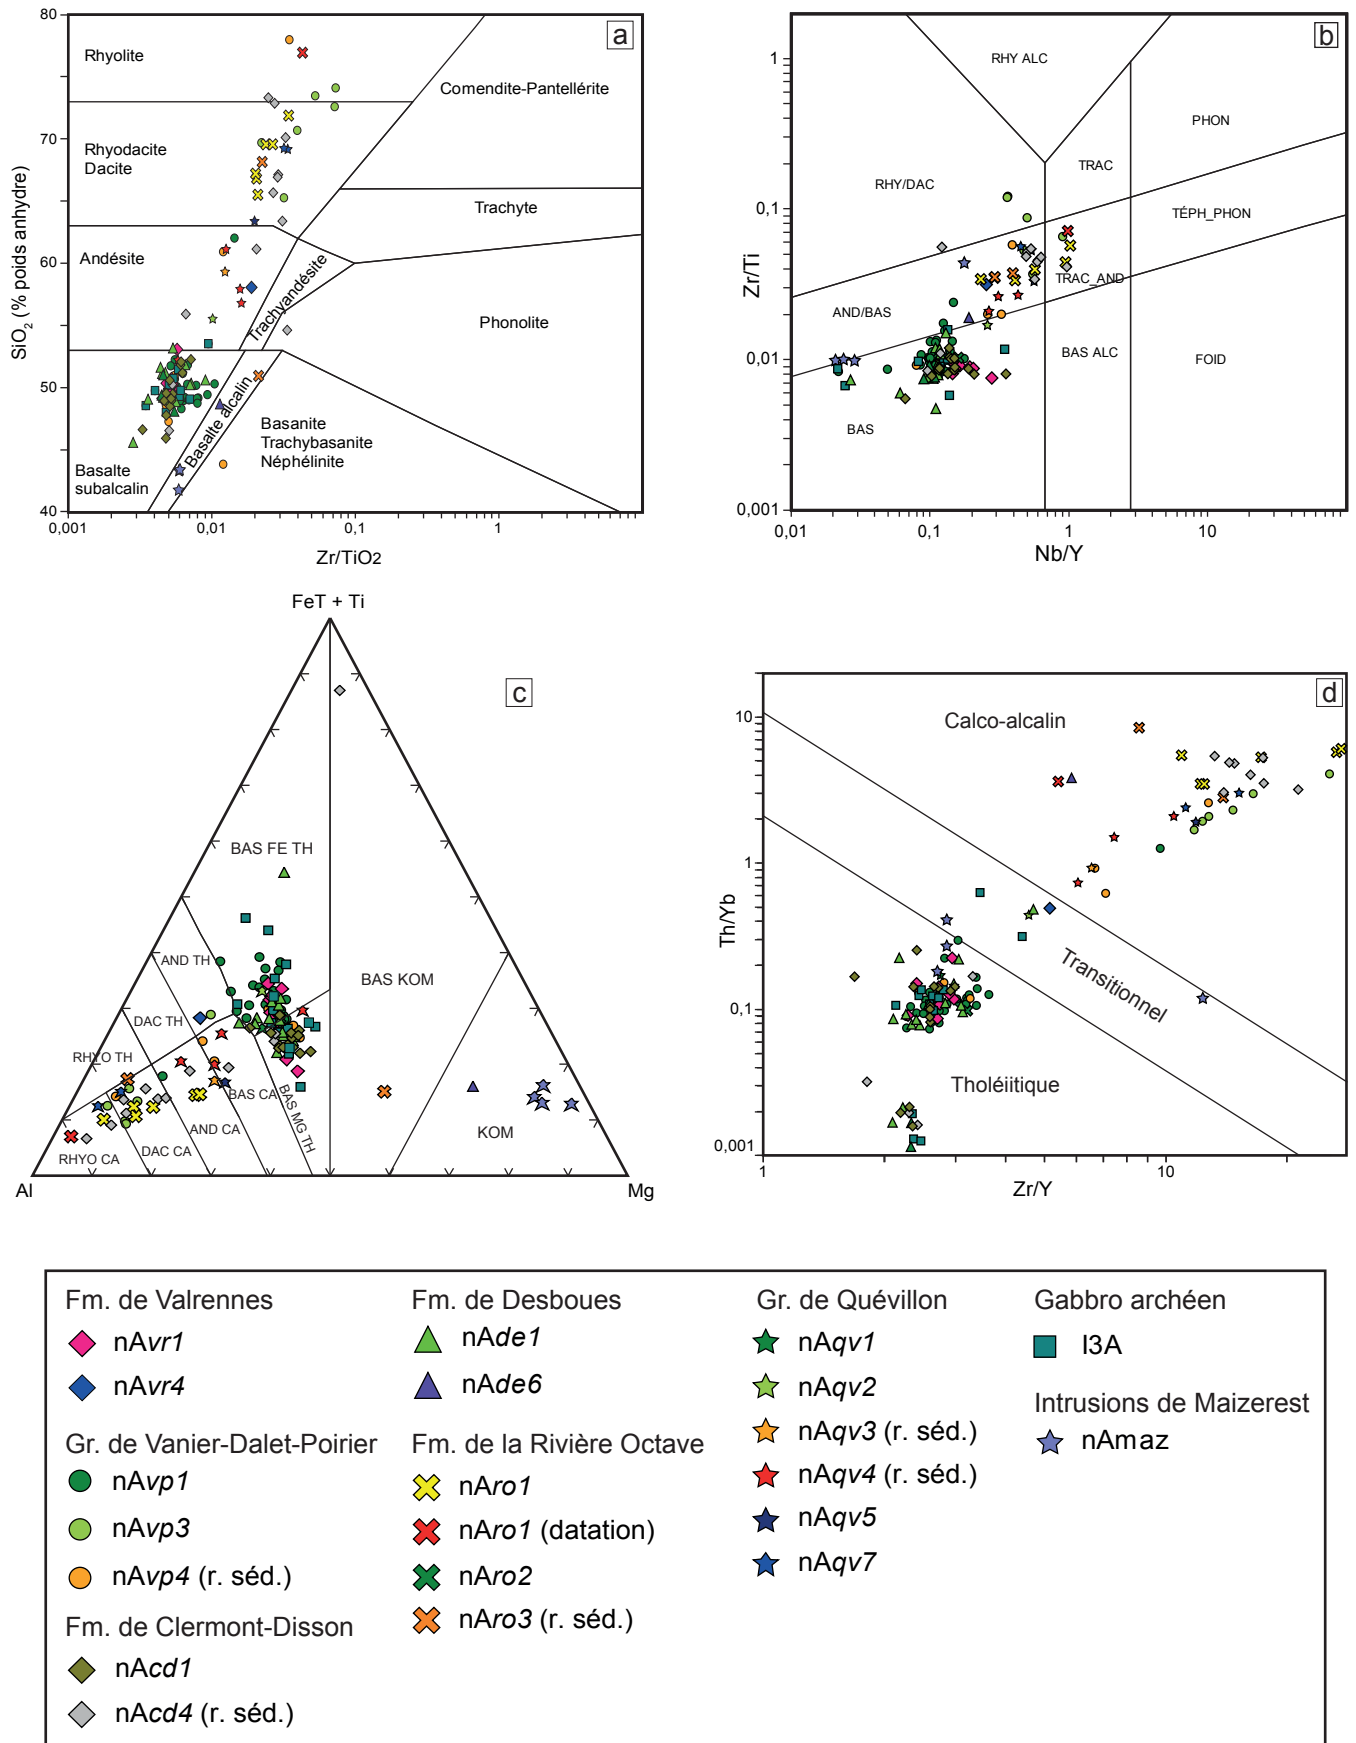 80
70
60
50
40
SiO2 (% poids anhydre)
a
Rhyolite
Comendite-Pantellérite
Rhyodacite
Dacite
Trachyte
Andésite
Trachyandésite
Phonolite
Basalte alcalin
Basanite
Trachybasanite
Néphélinite
Basalte
subalcalin
0,001
0,01
0,1
1
Zr/TiO2
b
1
0,1
0,01
0,001
Zr/Ti
RHY ALC
PHON
TRAC
RHY/DAC
TÉPH_PHON
TRAC_AND
AND/BAS
BAS ALC
FOID
BAS
0,01
0,1
1
10
Nb/Y
FeT + Ti
c
BAS FE TH
AND TH
BAS KOM
DAC TH
RHYO TH
BAS CA
BAS MG TH
AND CA
KOM
DAC CA
RHYO CA
Al
Mg
d
10
1
0,1
0,001
Th/Yb
Calco-alcalin
Transitionnel
Tholéiitique
1
10
Zr/Y
Fm. de Valrennes
nAvr1
nAvr4
Gr. de Vanier-Dalet-Poirier
nAvp1
nAvp3
nAvp4 (r. séd.)
Fm. de Clermont-Disson
nAcd1
nAcd4 (r. séd.)
Fm. de Desboues
nAde1
nAde6
Fm. de la Rivière Octave
nAro1
nAro1 (datation)
nAro2
nAro3 (r. séd.)
Gr. de Quévillon
nAqv1
nAqv2
nAqv3 (r. séd.)
nAqv4 (r. séd.)
nAqv5
nAqv7
Gabbro archéen
I3A
Intrusions de Maizerest
nAmaz